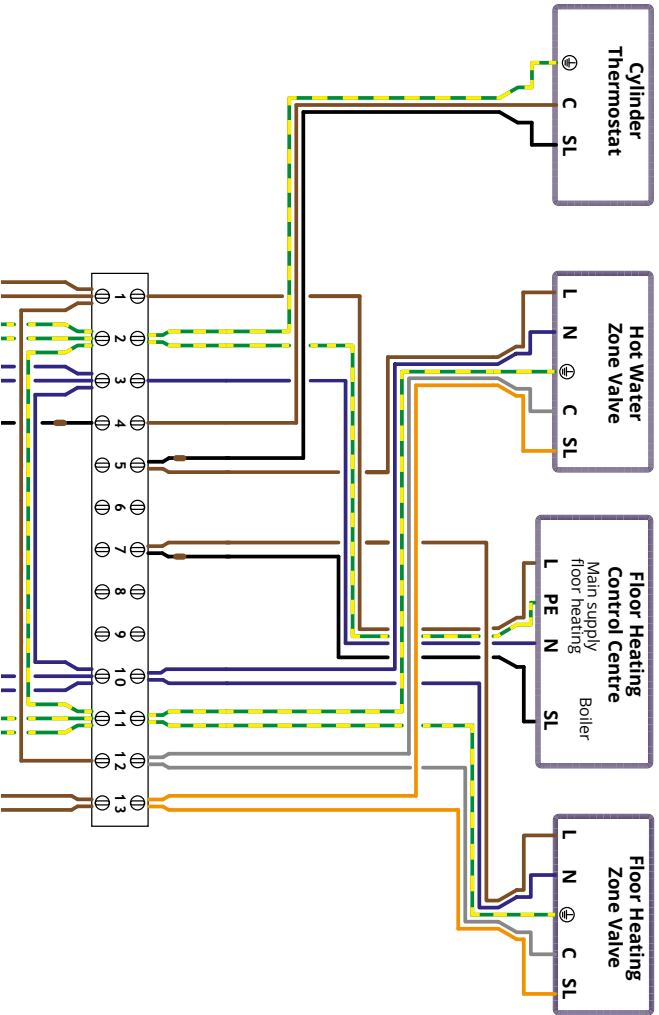 Cylinder
Thermostat
⏚
C
SL
Hot Water
Zone Valve
L
N
⏚
C
SL
Floor Heating
Control Centre
Main supply
floor heating
Boiler
L
PE
N
SL
Floor Heating
Zone Valve
L
N
⏚
C
SL
1
2
3
4
5
6
7
8
9
10
11
12
13